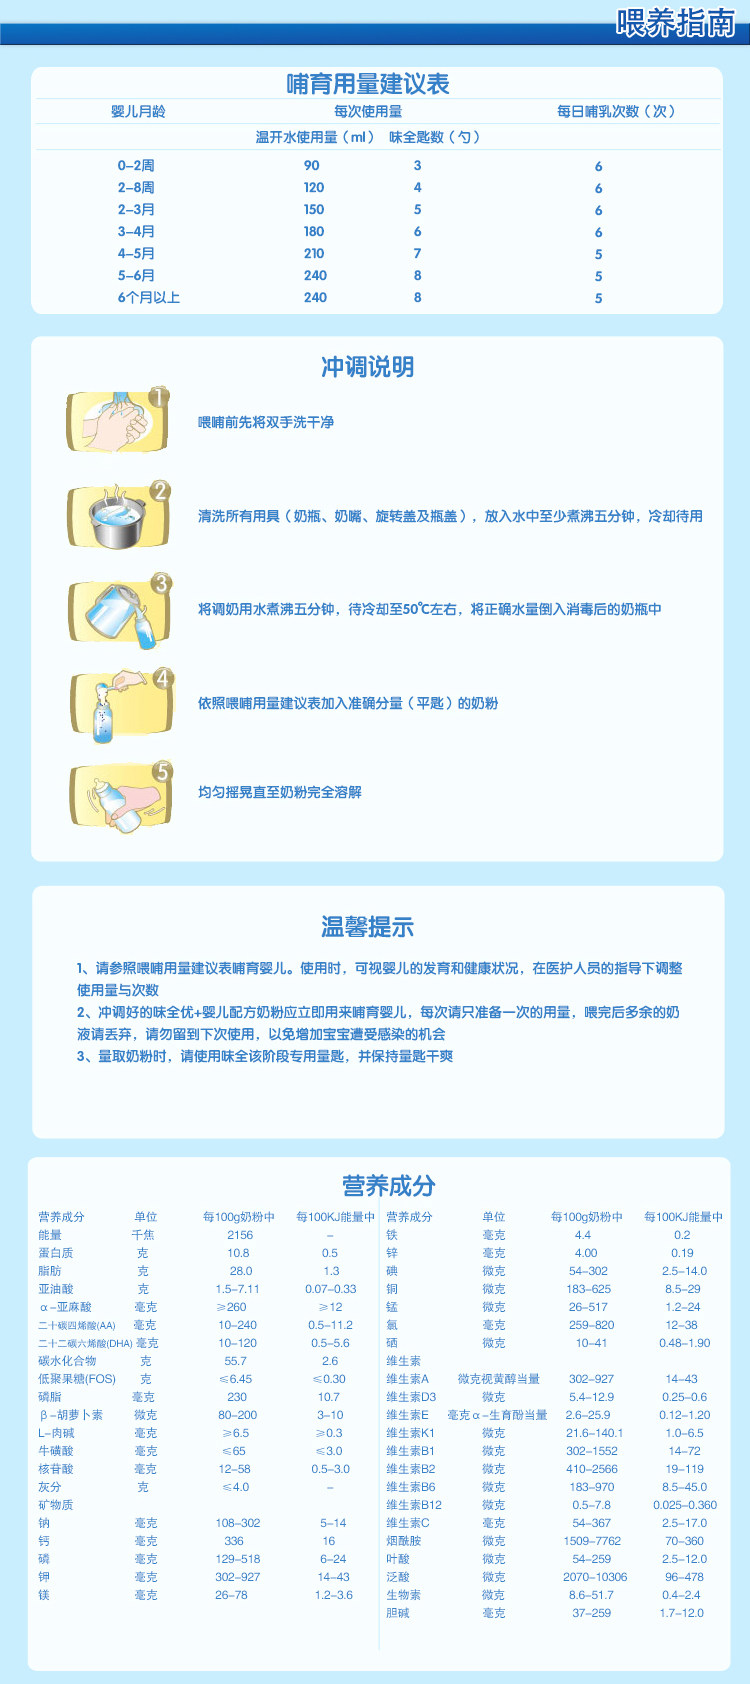 喂养指南
哺育用量建议表
婴儿月龄 每次使用量 每日哺乳次数（次）
温开水使用量（ml） 味全匙数（勺）
0-2周 90 3 6
2-8周 120 4 6
2-3月 150 5 6
3-4月 180 6 6
4-5月 210 7 5
5-6月 240 8 5
6个月以上 240 8 5
冲调说明
1
喂哺前先将双手洗干净
2
清洗所有用具（奶瓶、奶嘴、旋转盖及瓶盖），放入水中至少煮沸五分钟，冷却待用
3
将调奶用水煮沸五分钟，待冷却至50℃左右，将正确水量倒入消毒后的奶瓶中
4
依照喂哺用量建议表加入准确分量（平匙）的奶粉
5
均匀摇晃直至奶粉完全溶解
温馨提示
1、请参照喂哺用量建议表哺育婴儿。使用时，可视婴儿的发育和健康状况，在医护人员的指导下调整
使用量与次数
2、冲调好的味全优+婴儿配方奶粉应立即用来哺育婴儿，每次请只准备一次的用量，喂完后多余的奶
液请丢弃，请勿留到下次使用，以免增加宝宝遭受感染的机会
3、量取奶粉时，请使用味全该阶段专用量匙，并保持量匙干爽
营养成分
营养成分 单位 每100g奶粉中 每100KJ能量中
能量 千焦 2156 -
蛋白质 克 10.8 0.5
脂肪 克 28.0 1.3
亚油酸 克 1.5-7.11 0.07-0.33
α-亚麻酸 毫克 ≥260 ≥12
二十碳四烯酸(AA) 毫克 10-240 0.5-11.2
二十二碳六烯酸(DHA) 毫克 10-120 0.5-5.6
碳水化合物 克 55.7 2.6
低聚果糖(FOS) 克 ≤6.45 ≤0.30
磷脂 毫克 230 10.7
β-胡萝卜素 微克 80-200 3-10
L-肉碱 毫克 ≥6.5 ≥0.3
牛磺酸 毫克 ≤65 ≤3.0
核苷酸 毫克 12-58 0.5-3.0
灰分 克 ≤4.0 -
矿物质
钠 毫克 108-302 5-14
钙 毫克 336 16
磷 毫克 129-518 6-24
钾 毫克 302-927 14-43
镁 毫克 26-78 1.2-3.6
营养成分 单位 每100g奶粉中 每100KJ能量中
铁 毫克 4.4 0.2
锌 毫克 4.00 0.19
碘 微克 54-302 2.5-14.0
铜 微克 183-625 8.5-29
锰 微克 26-517 1.2-24
氯 毫克 259-820 12-38
硒 微克 10-41 0.48-1.90
维生素
维生素A 微克视黄醇当量 302-927 14-43
维生素D3 微克 5.4-12.9 0.25-0.6
维生素E 毫克α-生育酚当量 2.6-25.9 0.12-1.20
维生素K1 微克 21.6-140.1 1.0-6.5
维生素B1 微克 302-1552 14-72
维生素B2 微克 410-2566 19-119
维生素B6 微克 183-970 8.5-45.0
维生素B12 微克 0.5-7.8 0.025-0.360
维生素C 毫克 54-367 2.5-17.0
烟酰胺 微克 1509-7762 70-360
叶酸 微克 54-259 2.5-12.0
泛酸 微克 2070-10306 96-478
生物素 微克 8.6-51.7 0.4-2.4
胆碱 毫克 37-259 1.7-12.0